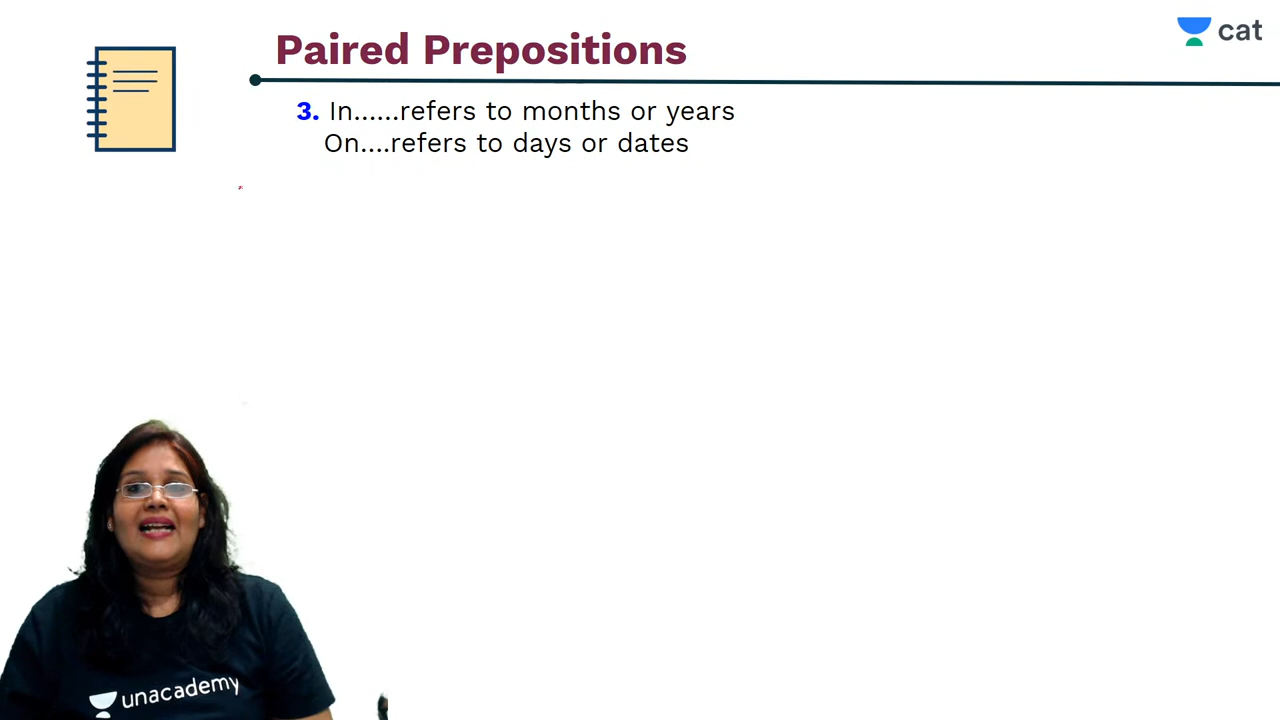 Paired Prepositions
cat
3. In......refers to months or years
On....refers to days or dates
unacademy